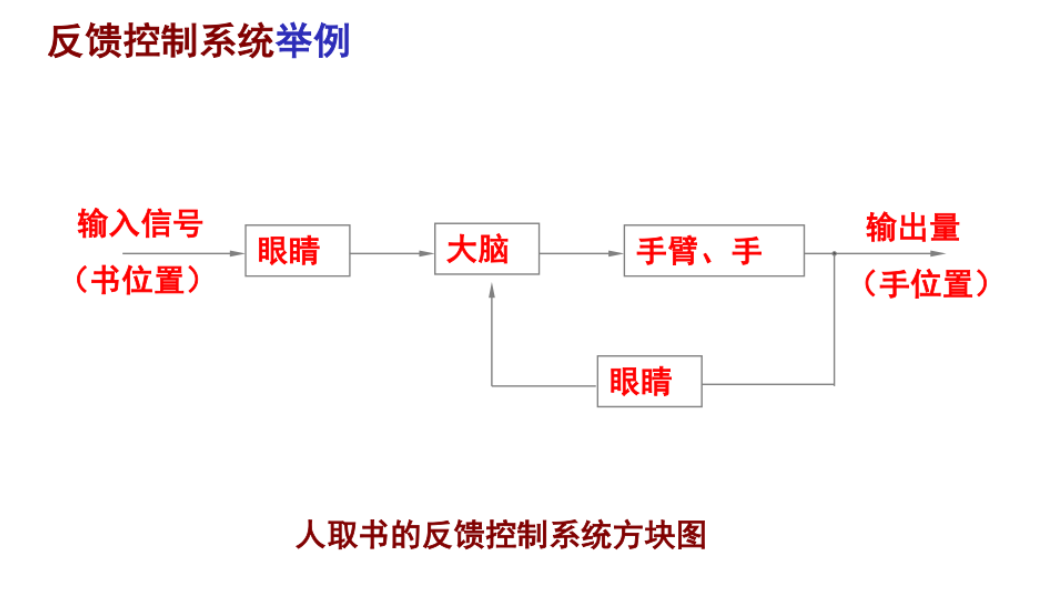 反馈控制系统举例
输入信号
（书位置）
眼睛
大脑
手臂、手
输出量
（手位置）
眼睛
人取书的反馈控制系统方块图